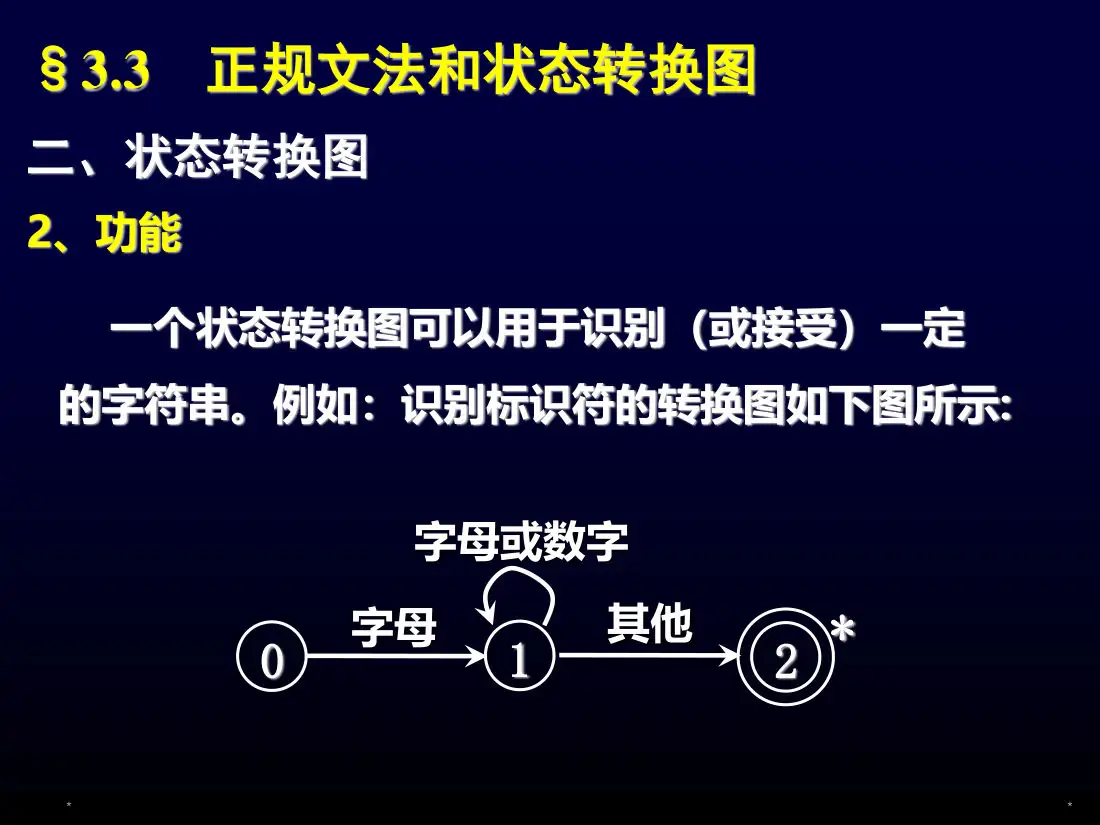 §3.3 正规文法和状态转换图
二、状态转换图
2、功能
一个状态转换图可以用于识别（或接受）一定
的字符串。例如：识别标识符的转换图如下图所示:
字母或数字
字母
其他
0
1
2
*
*
*